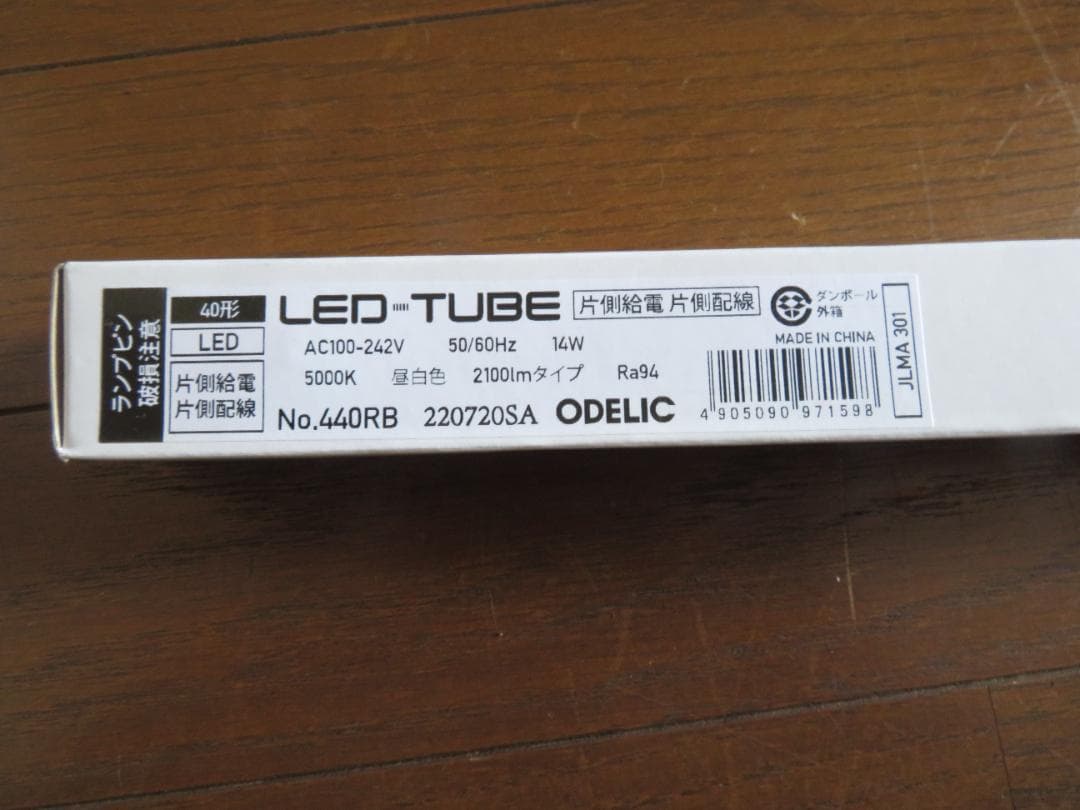 ランプピン
破損注意
40形
LED
片側給電
片側配線
LED TUBE
片側給電 片側配線
AC100-242V 50/60Hz 14W
5000K 昼白色 2100lmタイプ Ra94
No.440RB 220720SA ODELIC
ダンボール
外箱
MADE IN CHINA
4 905090 971598
JLMA 301